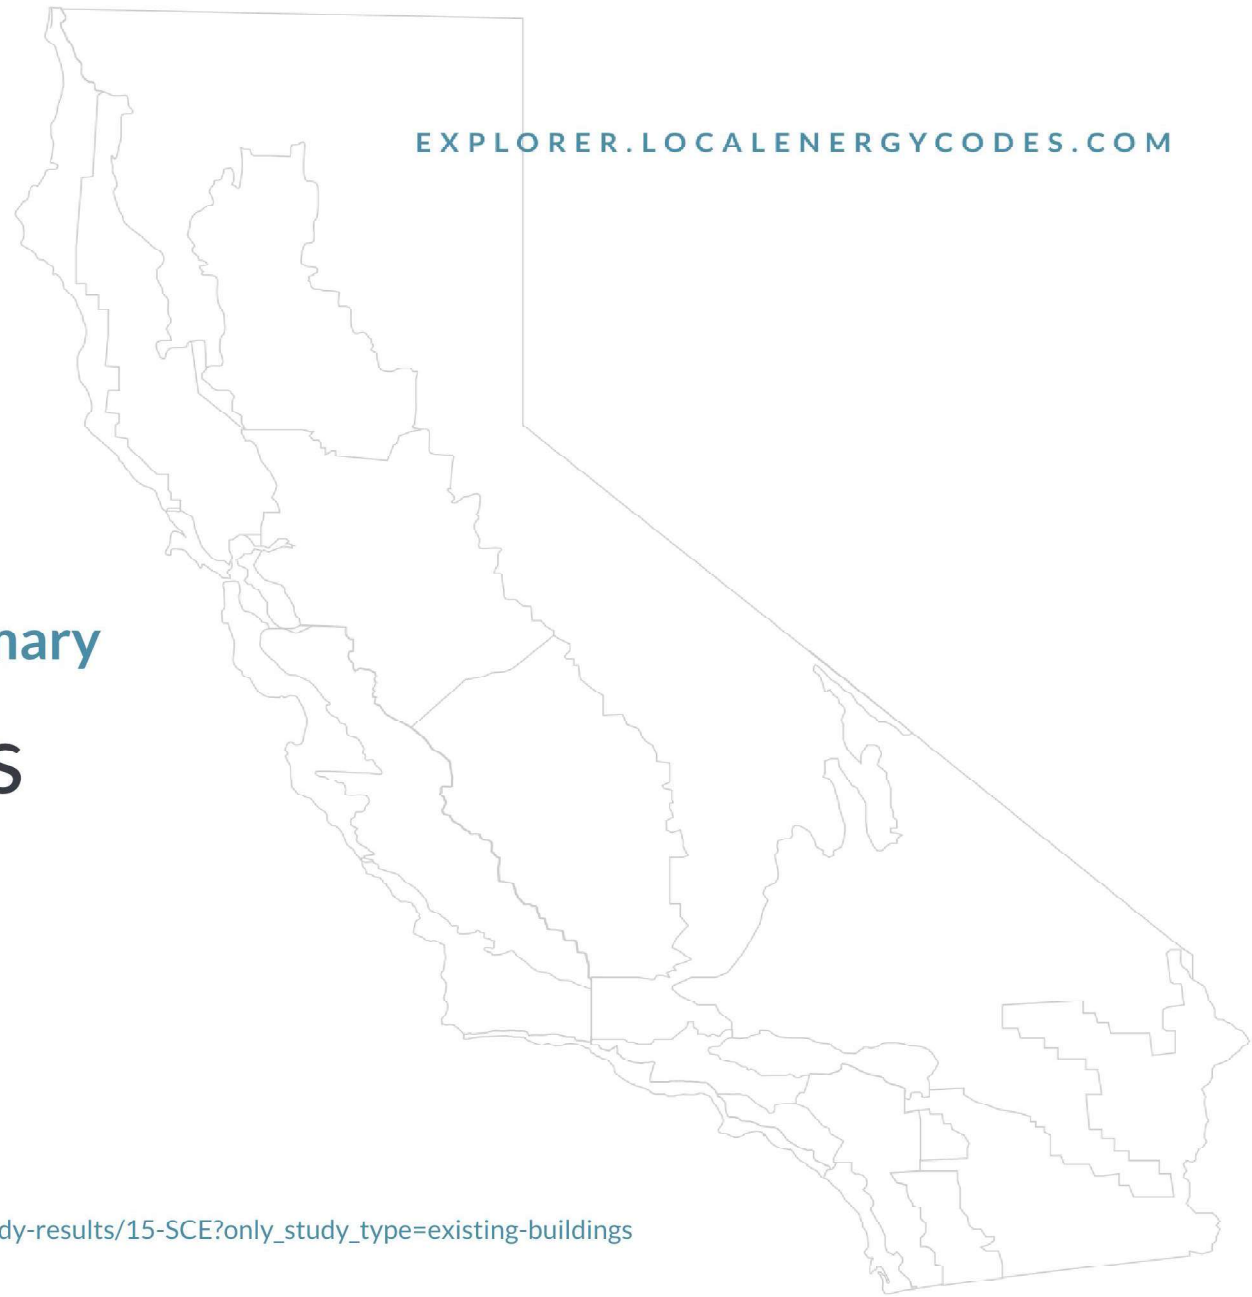 EXPLORER.LOCALENERGYCODES.COM
nary
S
dy-results/15-SCE?only_study_type=existing-buildings